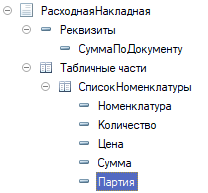 РасходнаяНакладная
Реквизиты
СуммаПоДокументу
Табличные части
СписокНоменклатуры
Номенклатура
Количество
Цена
Сумма
Партия